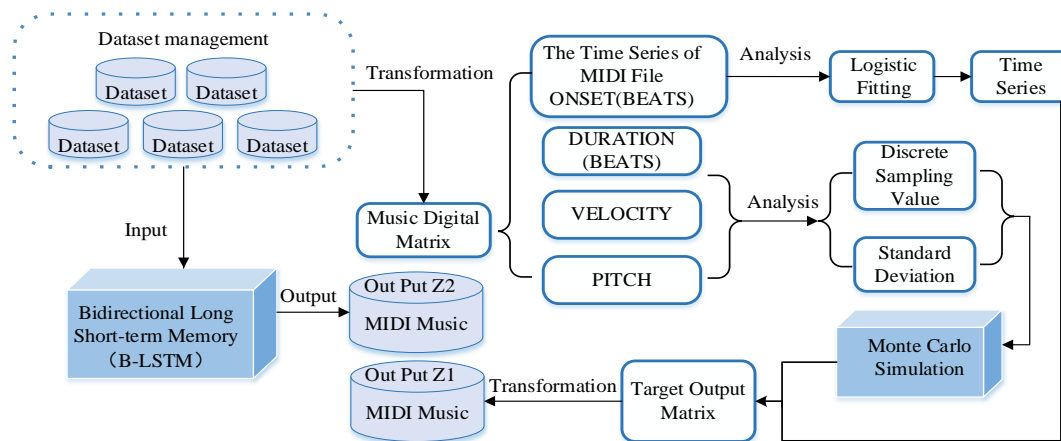 Dataset management
Dataset
Dataset
Dataset
Dataset
Dataset
Transformation
Input
Music Digital
Matrix
The Time Series of
MIDI File
ONSET(BEATS)
DURATION
(BEATS)
VELOCITY
PITCH
Analysis
Logistic
Fitting
Time
Series
Analysis
Discrete
Sampling
Value
Standard
Deviation
Bidirectional Long
Short-term Memory
（B-LSTM）
Output
Out Put Z2
MIDI Music
Out Put Z1
MIDI Music
Transformation
Target Output
Matrix
Monte Carlo
Simulation